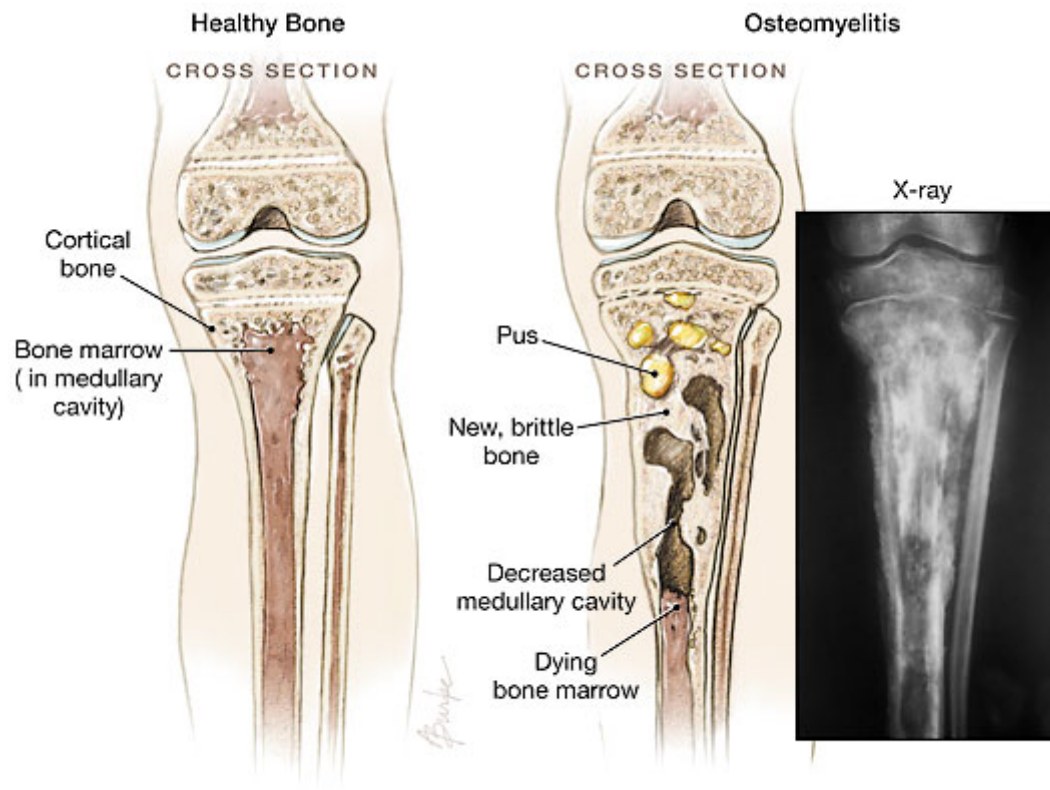 Healthy Bone
CROSS SECTION
Cortical
bone
Bone marrow
( in medullary
cavity)
Osteomyelitis
CROSS SECTION
X-ray
Pus
New, brittle
bone
Decreased
medullary cavity
Dying
bone marrow